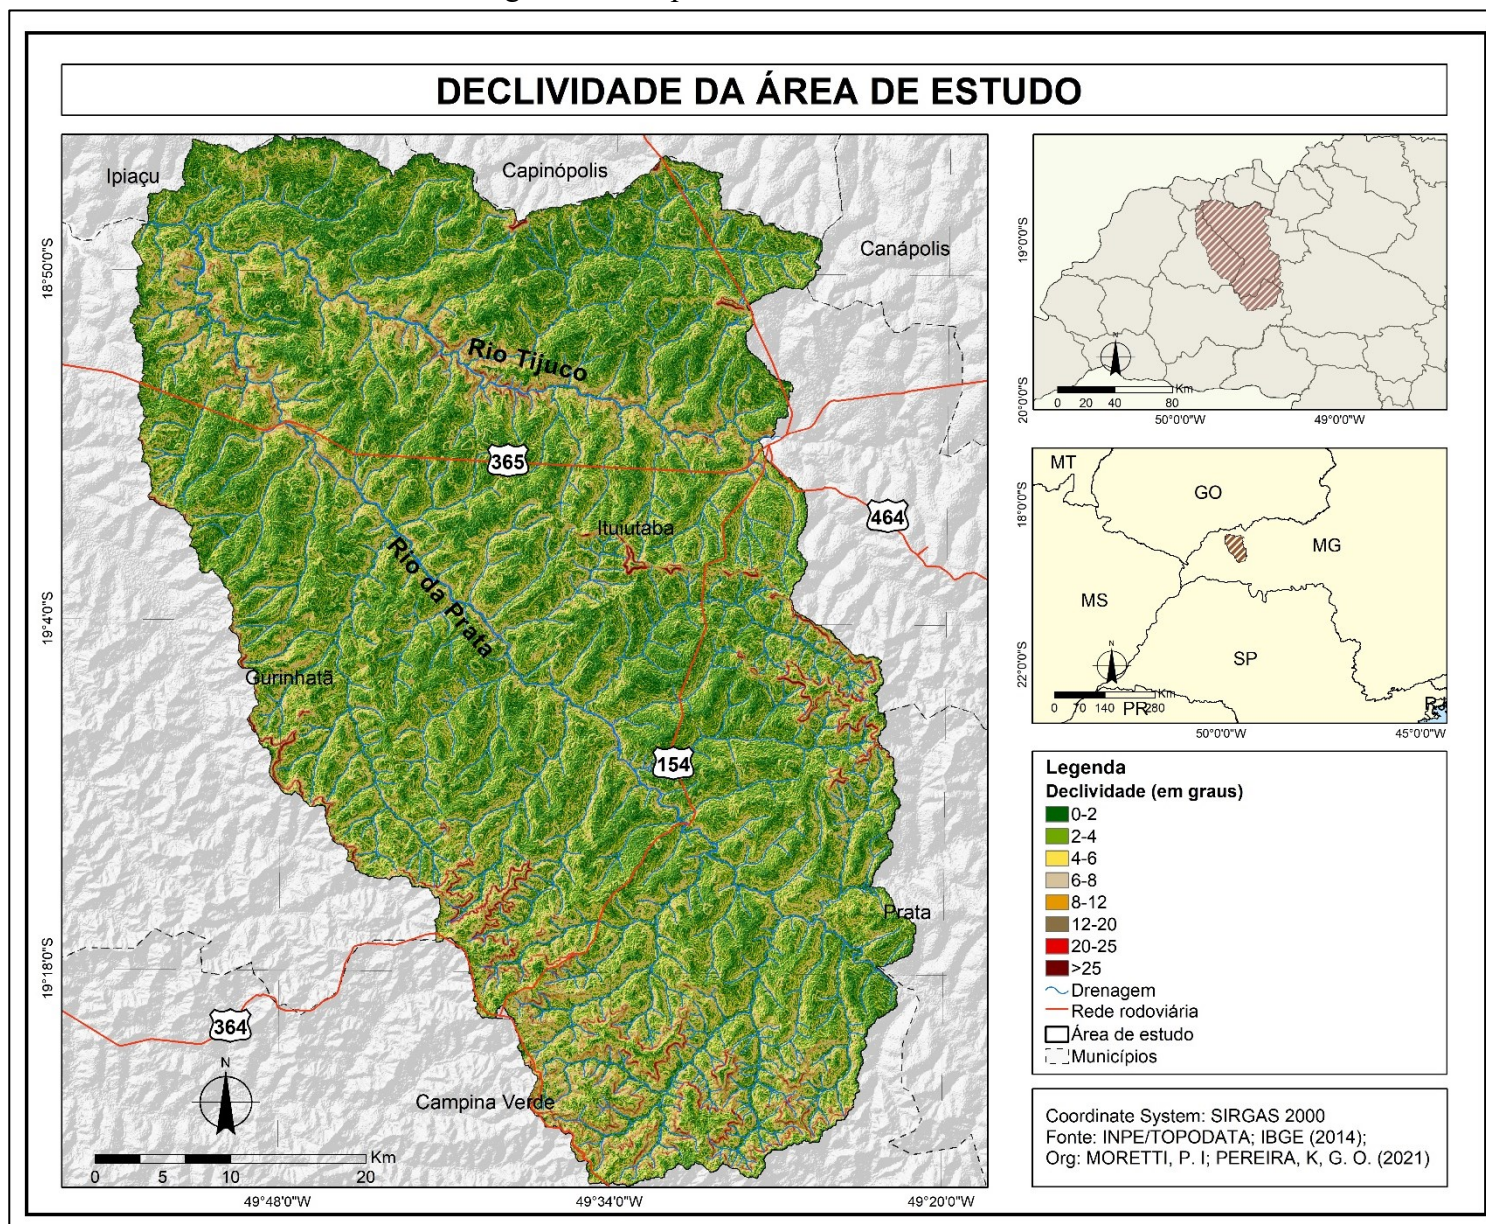 DECLIVIDADE DA ÁREA DE ESTUDO
Ipiaçu
Capinópolis
Canápolis
Rio Tijuco
365
464
Ituiutaba
Rio da Prata
Gurinhatã
154
Prata
364
Campina Verde
N
Km
0 5 10 20
18°50'0"S
19°4'0"S
19°18'0"S
49°48'0"W
49°34'0"W
49°20'0"W
19°0'0"S
20°0'0"S
N
Km
0 20 40 80
50°0'0"W
49°0'0"W
MT
GO
MG
MS
SP
PR
RJ
18°0'0"S
22°0'0"S
N
Km
0 70 140 280
50°0'0"W
45°0'0"W
Legenda
Declividade (em graus)
0-2
2-4
4-6
6-8
8-12
12-20
20-25
>25
Drenagem
Rede rodoviária
Área de estudo
Municípios
Coordinate System: SIRGAS 2000
Fonte: INPE/TOPODATA; IBGE (2014);
Org: MORETTI, P. I; PEREIRA, K, G. O. (2021)